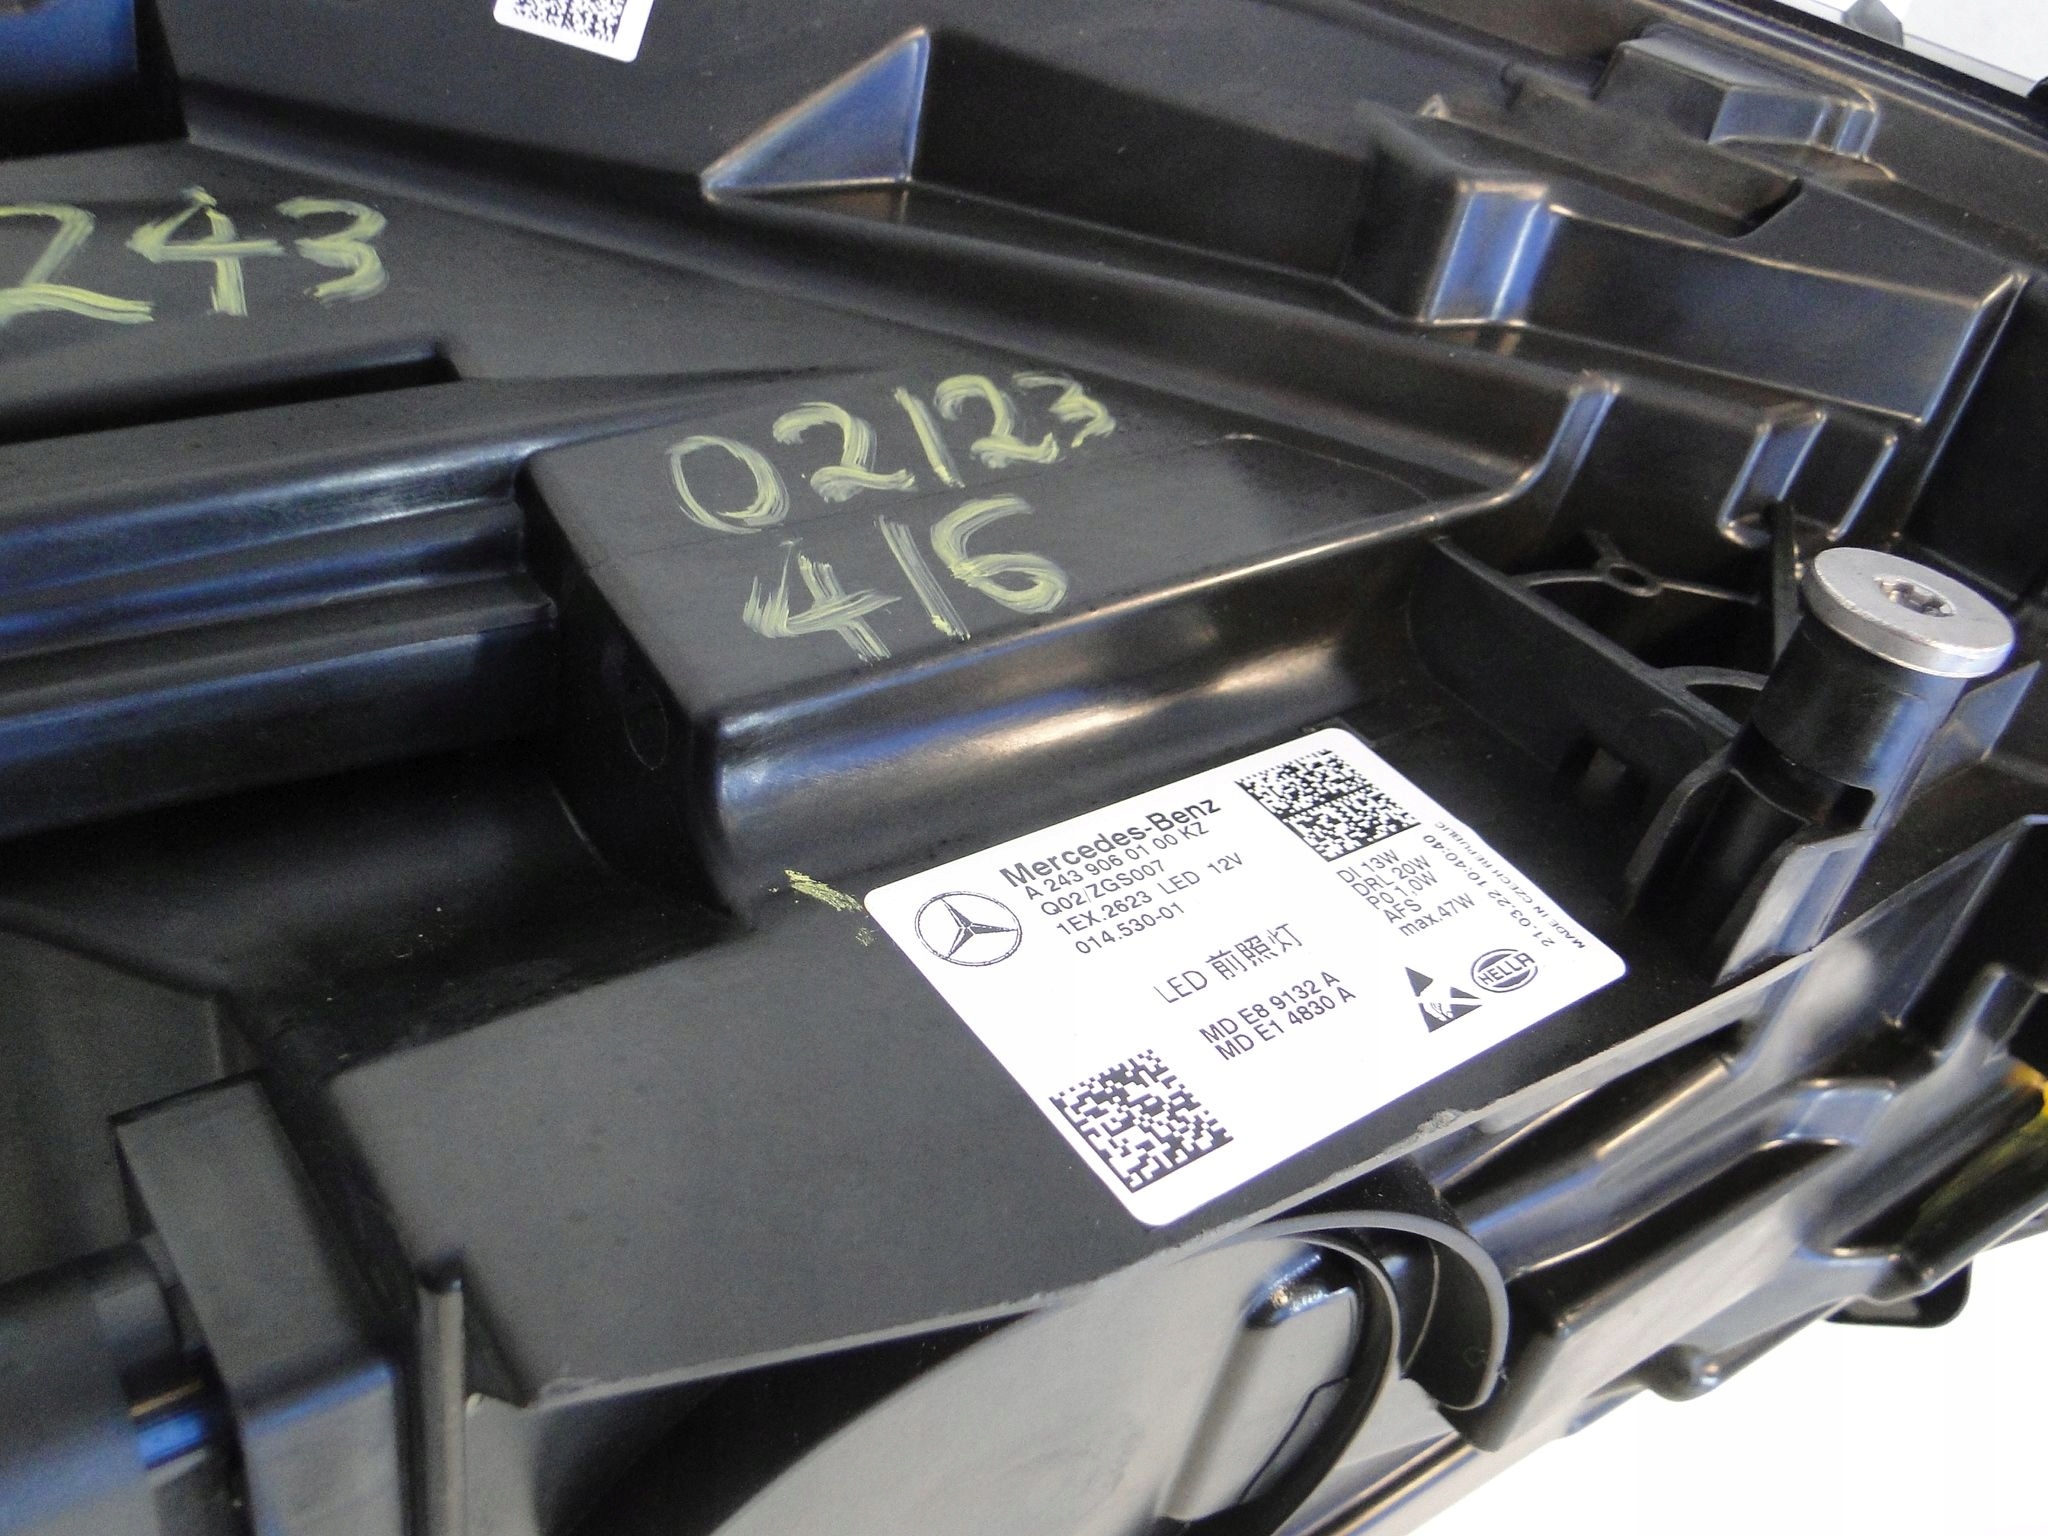 243
02123
416
Mercedes-Benz
A 243 906 01 00 KZ
Q02/ZGS007
1EX.2623 LED 12V
014.530-01
LED 前照灯
MD E8 9132 A
MD E1 4830 A
DI 13W
DRL 20W
PO 1.0W
AFS
max.47W
21.03.22 10:40:40
MADE IN CZECH REPUBLIC
HELLA